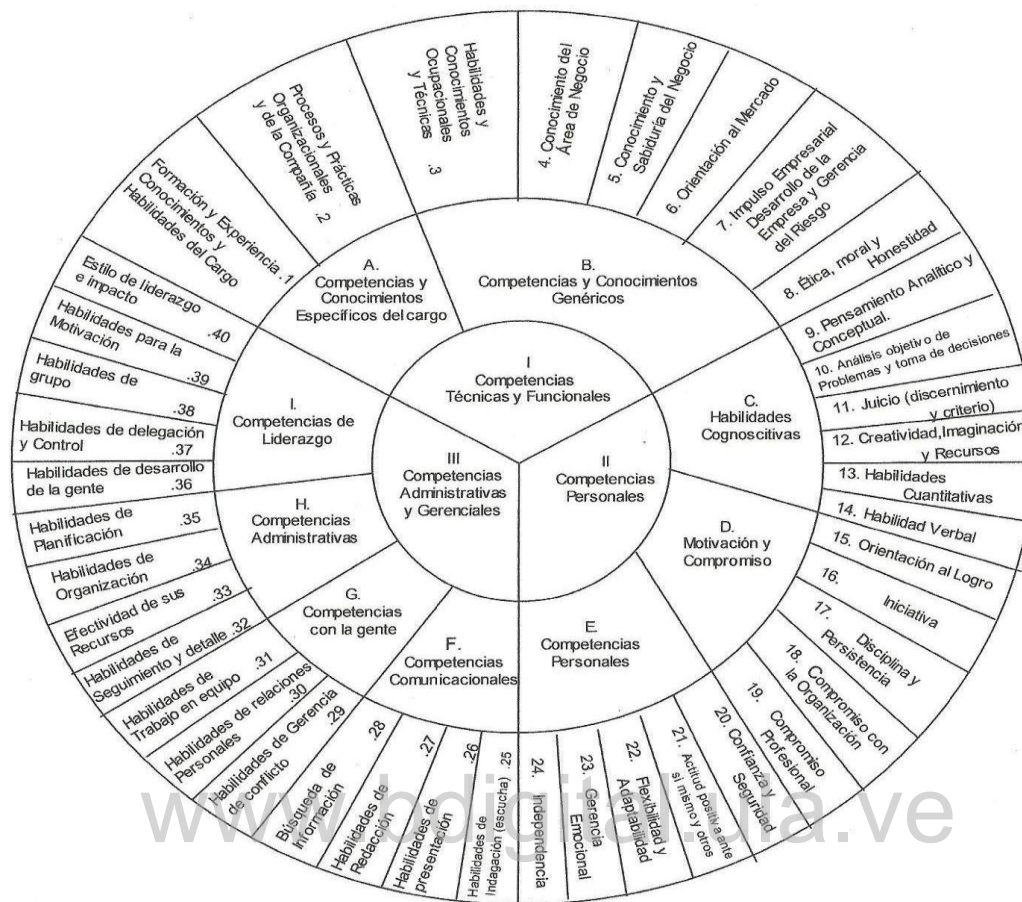 I
Competencias
Técnicas y Funcionales
II
Competencias
Personales
III
Competencias
Administrativas
y Gerenciales
A.
Competencias y
Conocimientos
Específicos del cargo
B.
Competencias y Conocimientos
Genéricos
C.
Habilidades
Cognoscitivas
D.
Motivación y
Compromiso
E.
Competencias
Personales
F.
Competencias
Comunicacionales
G.
Competencias
con la gente
H.
Competencias
Administrativas
I.
Competencias de
Liderazgo
Formación y Experiencia .1
Conocimientos y
Habilidades del Cargo
Procesos y Prácticas
Organizacionales
y de la Compañía .2
Habilidades y
Conocimientos
Ocupacionales
y Técnicas .3
4. Conocimiento del
Área de Negocio
5. Conocimiento y
Sabiduría del Negocio
6. Orientación al Mercado
7. Impulso Empresarial
Desarrollo de la
Empresa y Gerencia
del Riesgo
8. Ética, moral y
Honestidad
9. Pensamiento Analítico y
Conceptual.
10. Análisis objetivo de
Problemas y toma de decisiones
11. Juicio (discernimiento
y criterio)
12. Creatividad,Imaginación
y Recursos
13. Habilidades
Cuantitativas
14. Habilidad Verbal
15. Orientación al Logro
16. Iniciativa
17. Disciplina y
Persistencia
18. Compromiso con
la Organización
19. Compromiso
Profesional
20. Confianza y
Seguridad
21. Actitud positiva ante
sí mismo y otros
22. Flexibilidad y
Adaptabilidad
23. Gerencia
Emocional
24. Independencia
Habilidades de .25
Indagación (escucha)
Habilidades de .26
presentación
Habilidades de .27
Redacción
Búsqueda de .28
Información
Habilidades de Gerencia
de conflicto .29
Habilidades de relaciones
Personales .30
Habilidades de
Trabajo en equipo .31
Habilidades de
Seguimiento y detalle .32
Efectividad de sus
Recursos .33
Habilidades de
Organización .34
Habilidades de
Planificación .35
Habilidades de desarrollo
de la gente .36
Habilidades de delegación
y Control .37
Habilidades de
grupo .38
Habilidades para la
Motivación .39
Estilo de liderazgo
e impacto .40
www.bdigital.ula.ve